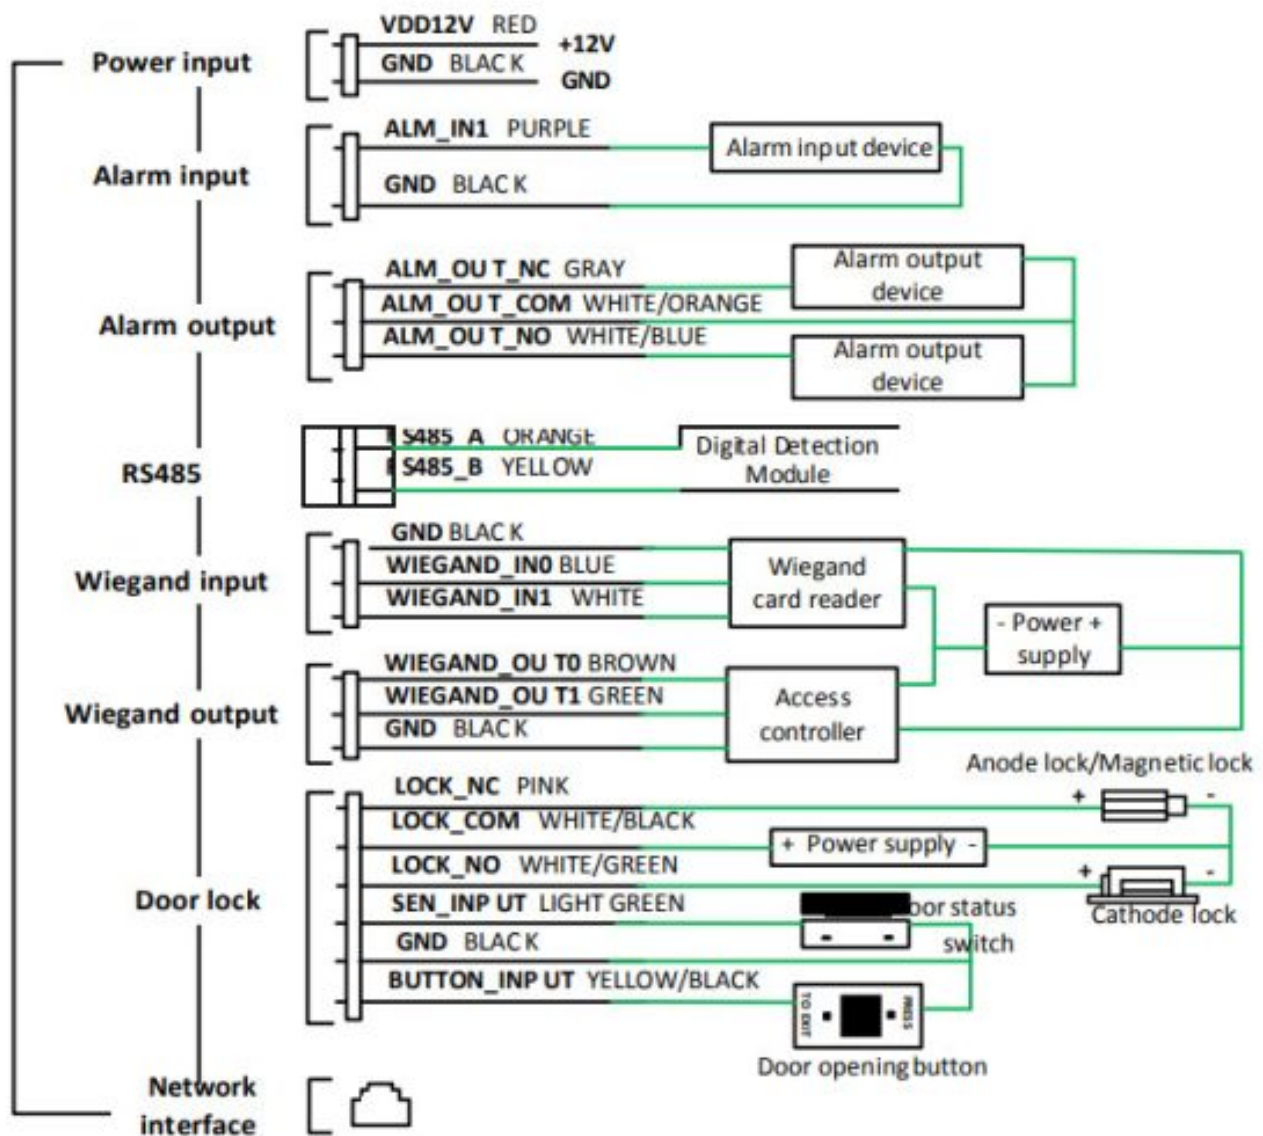 VDD12V RED
+12V
Power input
GND BLACK
GND
ALM_IN1 PURPLE
Alarm input device
Alarm input
GND BLACK
ALM_OUT_NC GRAY
Alarm output
device
ALM_OUT_COM WHITE/ORANGE
Alarm output
ALM_OUT_NO WHITE/BLUE
Alarm output
device
RS485
RS485_A ORANGE
Digital Detection
RS485_B YELLOW
Module
GND BLACK
WIEGAND_IN0 BLUE
Wiegand
card reader
Wiegand input
WIEGAND_IN1 WHITE
- Power +
supply
WIEGAND_OUT0 BROWN
WIEGAND_OUT1 GREEN
Access
controller
Wiegand output
GND BLACK
Anode lock/Magnetic lock
LOCK_NC PINK
+ -
LOCK_COM WHITE/BLACK
+ Power supply -
LOCK_NO WHITE/GREEN
+ -
Door lock
SEN_INPUT LIGHT GREEN
oor status
switch
Cathode lock
GND BLACK
BUTTON_INPUT YELLOW/BLACK
TO EXIT
PRESS
Door opening button
Network
interface